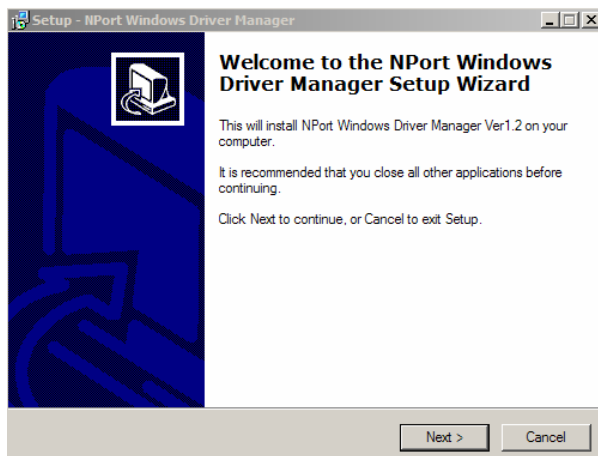 Setup - NPort Windows Driver Manager
Welcome to the NPort Windows
Driver Manager Setup Wizard
This will install NPort Windows Driver Manager Ver1.2 on your
computer.
It is recommended that you close all other applications before
continuing.
Click Next to continue, or Cancel to exit Setup.
Next >
Cancel